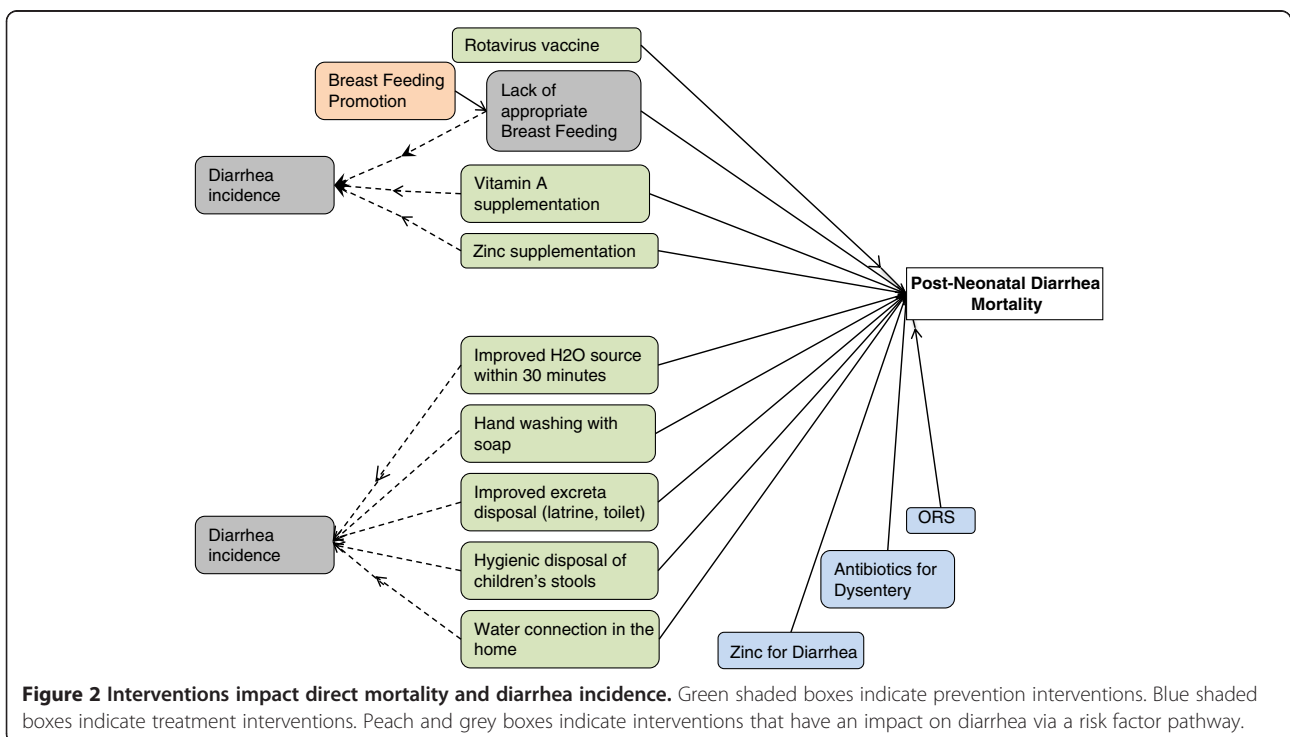 Rotavirus vaccine
Breast Feeding
Promotion
Lack of
appropriate
Breast Feeding
Diarrhea
incidence
Vitamin A
supplementation
Zinc supplementation
Post-Neonatal Diarrhea
Mortality
Improved H2O source
within 30 minutes
Hand washing with
soap
Improved excreta
disposal (latrine, toilet)
ORS
Diarrhea
incidence
Hygienic disposal of
children's stools
Antibiotics for
Dysentery
Water connection in the
home
Zinc for Diarrhea
Figure 2 Interventions impact direct mortality and diarrhea incidence. Green shaded boxes indicate prevention interventions. Blue shaded
boxes indicate treatment interventions. Peach and grey boxes indicate interventions that have an impact on diarrhea via a risk factor pathway.